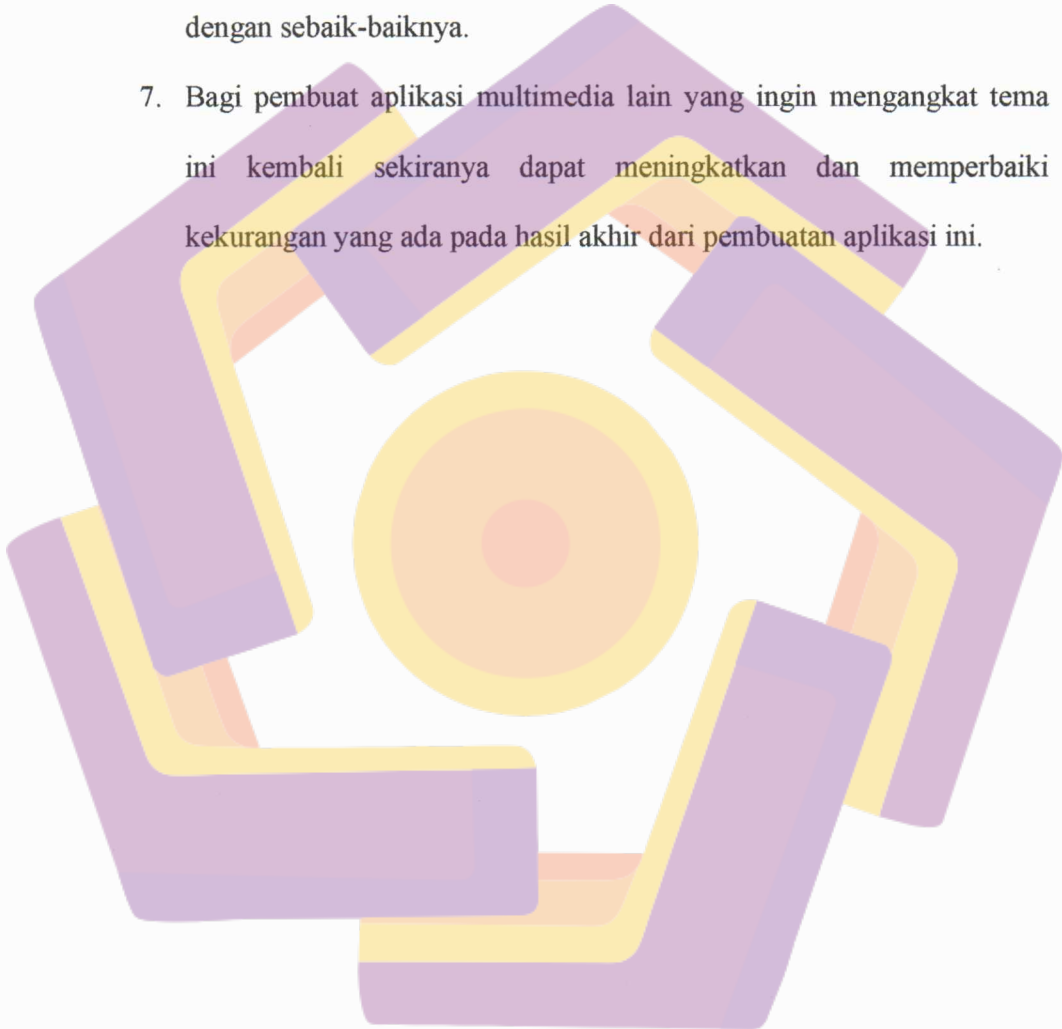 dengan sebaik-baiknya.
7. Bagi pembuat aplikasi multimedia lain yang ingin mengangkat tema
ini kembali sekiranya dapat meningkatkan dan memperbaiki
kekurangan yang ada pada hasil akhir dari pembuatan aplikasi ini.